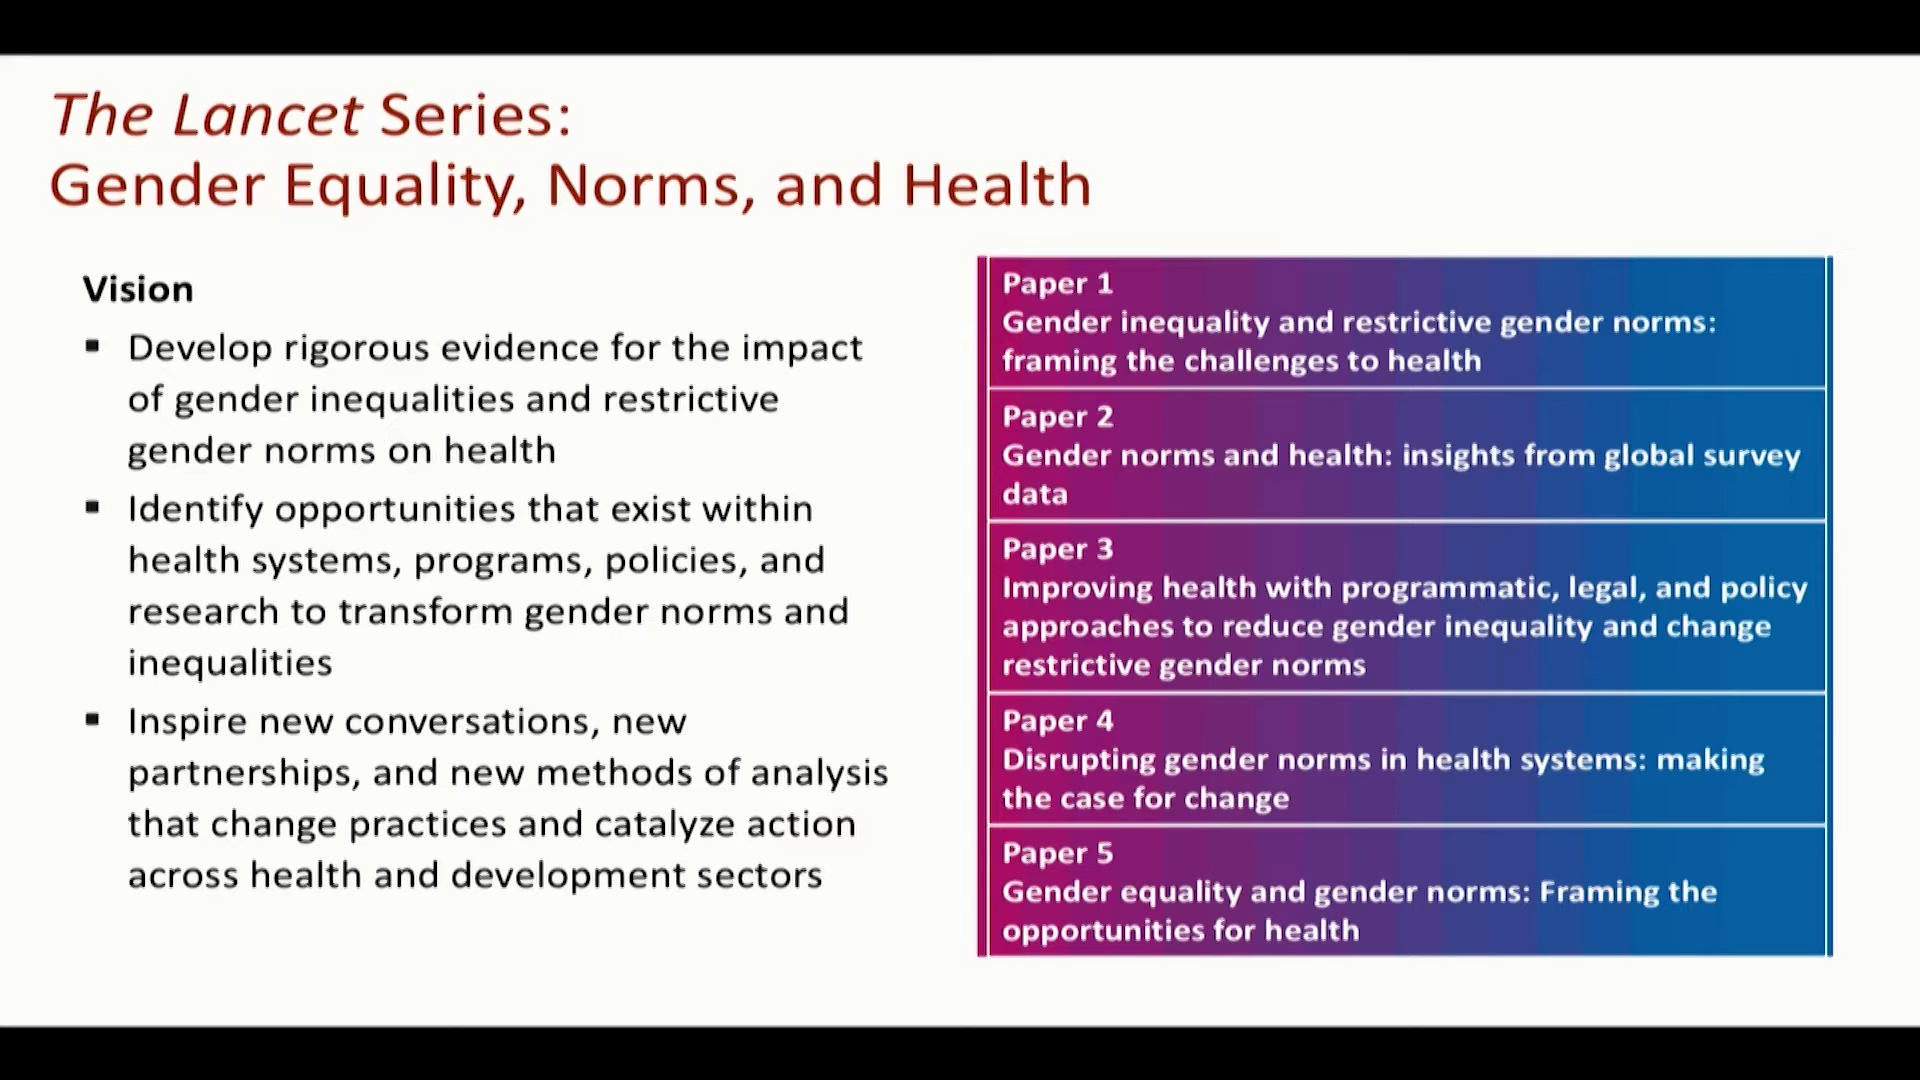 The Lancet Series:
Gender Equality, Norms, and Health
Vision
▪ Develop rigorous evidence for the impact
of gender inequalities and restrictive
gender norms on health
▪ Identify opportunities that exist within
health systems, programs, policies, and
research to transform gender norms and
inequalities
▪ Inspire new conversations, new
partnerships, and new methods of analysis
that change practices and catalyze action
across health and development sectors
Paper 1
Gender inequality and restrictive gender norms:
framing the challenges to health
Paper 2
Gender norms and health: insights from global survey
data
Paper 3
Improving health with programmatic, legal, and policy
approaches to reduce gender inequality and change
restrictive gender norms
Paper 4
Disrupting gender norms in health systems: making
the case for change
Paper 5
Gender equality and gender norms: Framing the
opportunities for health